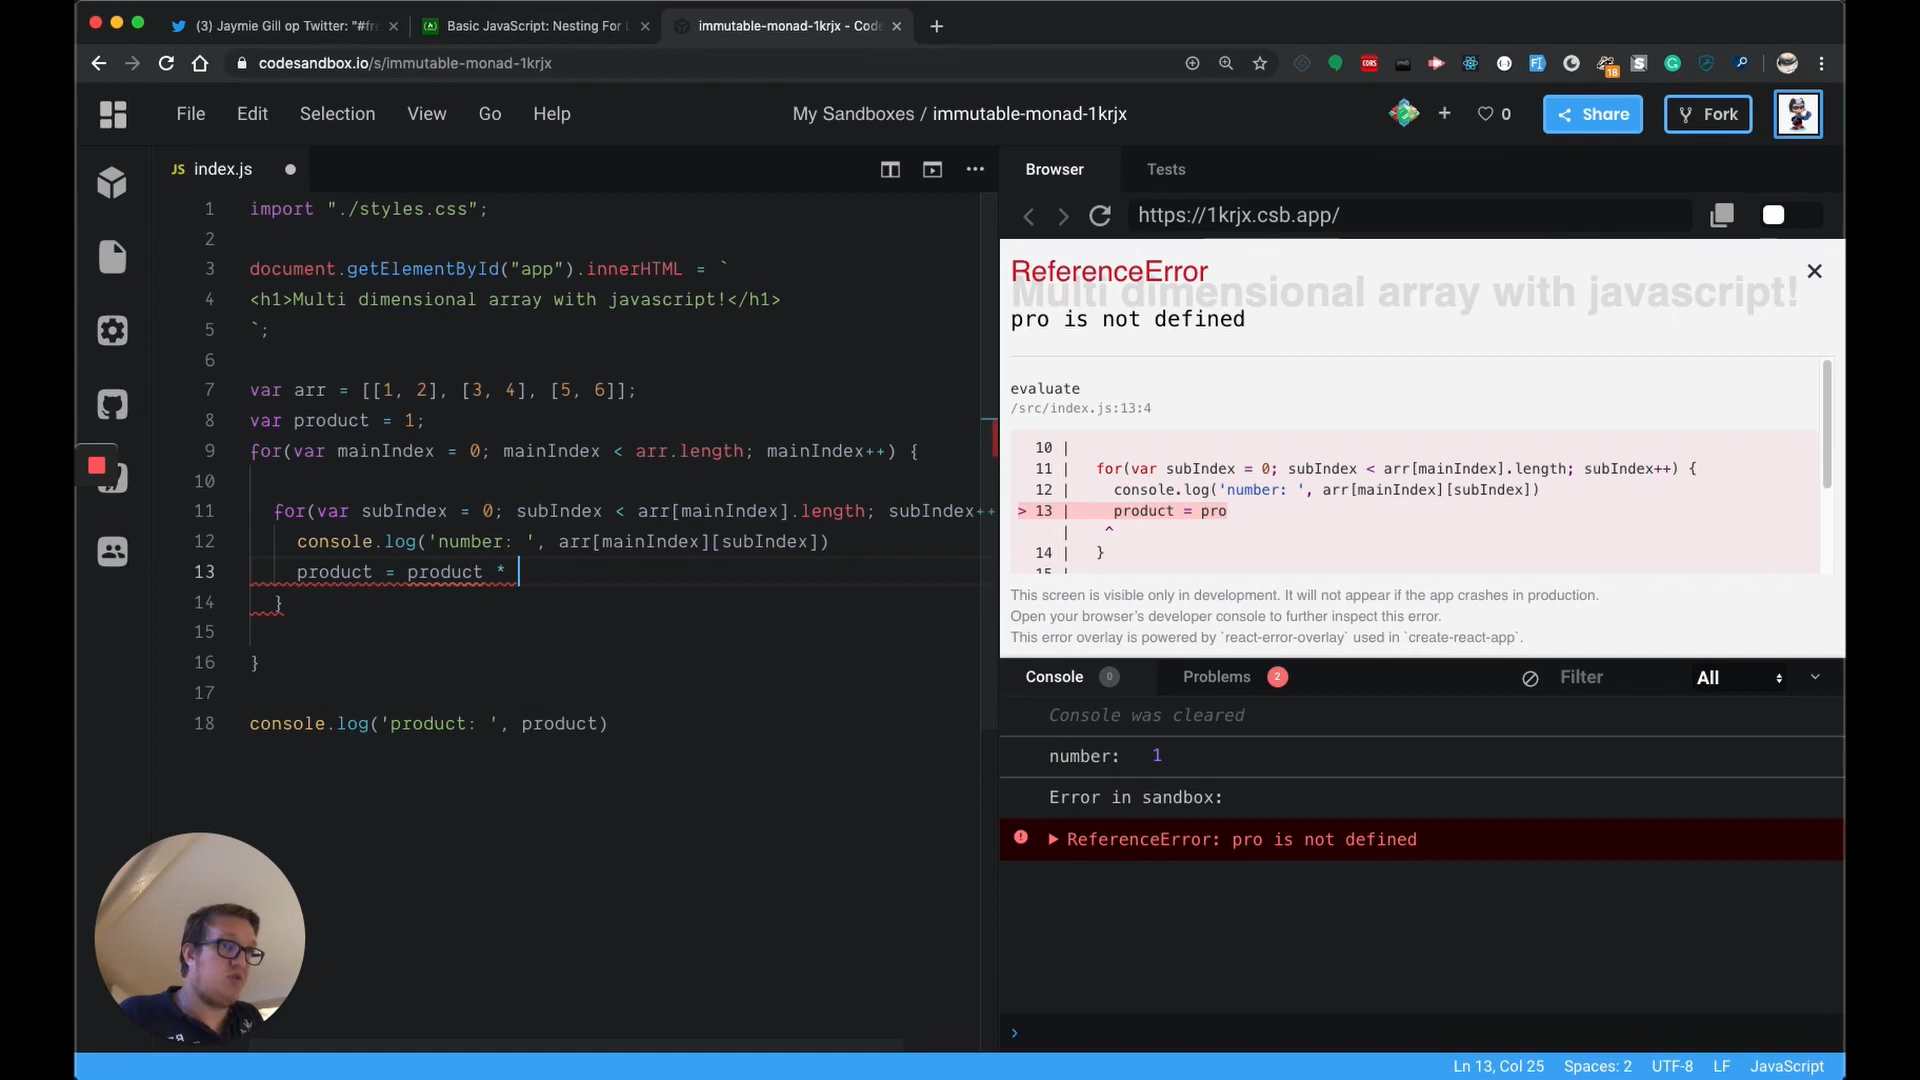 (3) Jaymie Gill op Twitter: "#fre
Basic JavaScript: Nesting For L
immutable-monad-1krjx - Code
codesandbox.io/s/immutable-monad-1krjx
CORS
18
File Edit Selection View Go Help
My Sandboxes / immutable-monad-1krjx
0
Share
Fork
JS index.js
1 import "./styles.css";
2
3 document.getElementById("app").innerHTML = `
4 <h1>Multi dimensional array with javascript!</h1>
5 `;
6
7 var arr = [[1, 2], [3, 4], [5, 6]];
8 var product = 1;
9 for(var mainIndex = 0; mainIndex < arr.length; mainIndex++) {
10
11 for(var subIndex = 0; subIndex < arr[mainIndex].length; subIndex++
12 console.log('number: ', arr[mainIndex][subIndex])
13 product = product *
14 }
15
16 }
17
18 console.log('product: ', product)
Browser Tests
https://1krjx.csb.app/
ReferenceError
Multi dimensional array with javascript!
pro is not defined
evaluate
/src/index.js:13:4
10 |
11 | for(var subIndex = 0; subIndex < arr[mainIndex].length; subIndex++) {
12 | console.log('number: ', arr[mainIndex][subIndex])
> 13 | product = pro
| ^
14 | }
15
This screen is visible only in development. It will not appear if the app crashes in production.
Open your browser's developer console to further inspect this error.
This error overlay is powered by `react-error-overlay` used in `create-react-app`.
Console 0 Problems 2 Filter All
Console was cleared
number: 1
Error in sandbox:
ReferenceError: pro is not defined
Ln 13, Col 25 Spaces: 2 UTF-8 LF JavaScript